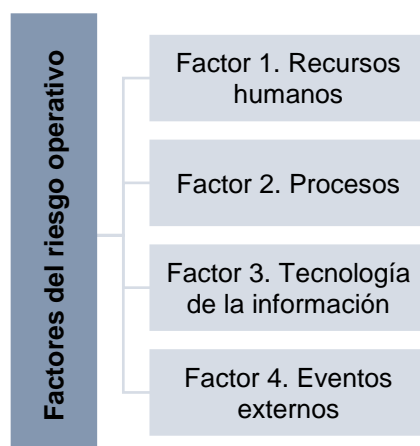 Factores del riesgo operativo
Factor 1. Recursos
humanos
Factor 2. Procesos
Factor 3. Tecnología
de la información
Factor 4. Eventos
externos